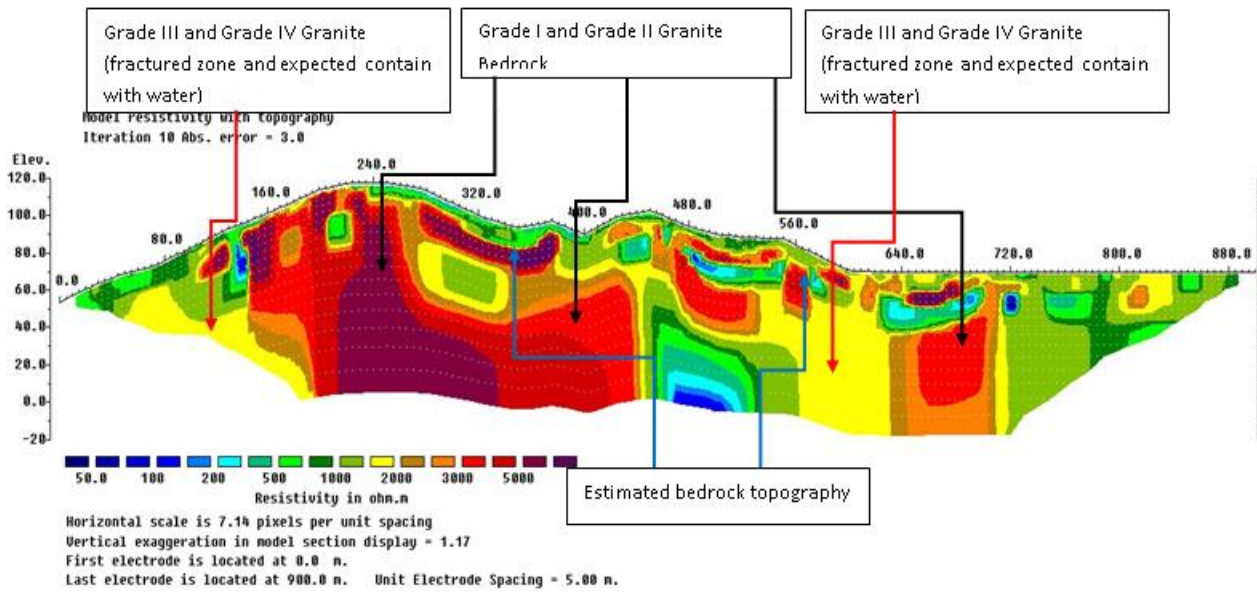 Grade III and Grade IV Granite
(fractured zone and expected contain
with water)
Grade I and Grade II Granite
Bedrock
Grade III and Grade IV Granite
(fractured zone and expected contain
with water)
Model resistivity with topography
Iteration 10 Abs. error = 3.0
Elev.
120.0
100.0
80.0
60.0
40.0
20.0
0.0
-20
0.0
80.0
160.0
240.0
320.0
400.0
480.0
560.0
640.0
720.0
800.0
880.0
50.0 100 200 500 1000 2000 3000 5000
Resistivity in ohm.m
Estimated bedrock topography
Horizontal scale is 7.14 pixels per unit spacing
Vertical exaggeration in model section display = 1.17
First electrode is located at 0.0 m.
Last electrode is located at 900.0 m. Unit Electrode Spacing = 5.00 m.